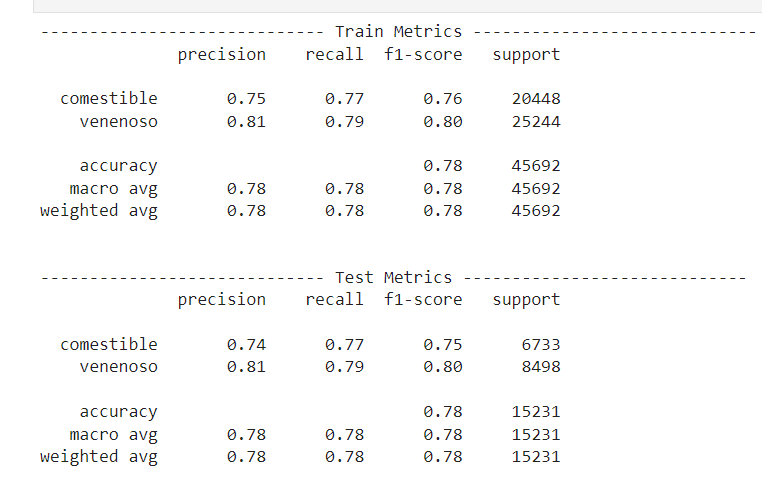 ---------------------------- Train Metrics ----------------------------
precision recall f1-score support
comestible 0.75 0.77 0.76 20448
venenoso 0.81 0.79 0.80 25244
accuracy 0.78 45692
macro avg 0.78 0.78 0.78 45692
weighted avg 0.78 0.78 0.78 45692
---------------------------- Test Metrics ----------------------------
precision recall f1-score support
comestible 0.74 0.77 0.75 6733
venenoso 0.81 0.79 0.80 8498
accuracy 0.78 15231
macro avg 0.78 0.78 0.78 15231
weighted avg 0.78 0.78 0.78 15231